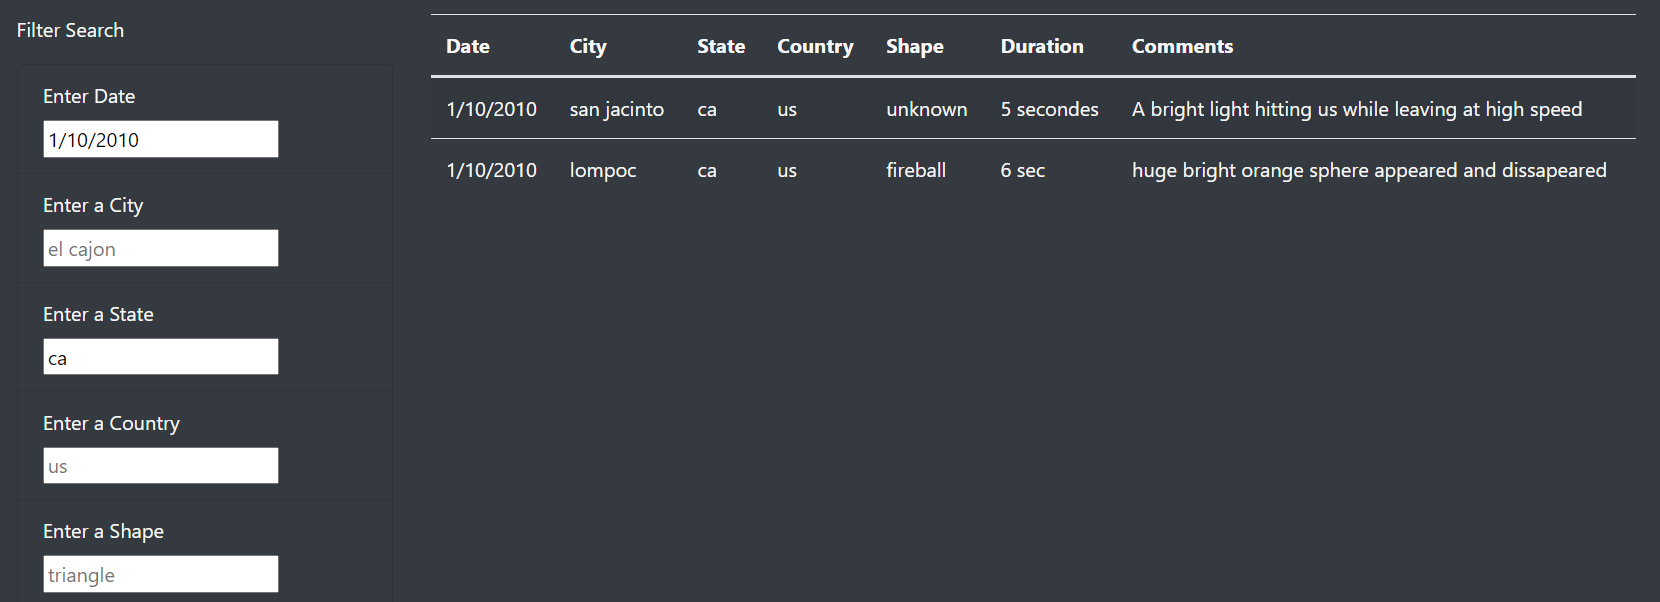 Filter Search
Enter Date
1/10/2010
Enter a City
el cajon
Enter a State
ca
Enter a Country
us
Enter a Shape
triangle
Date City State Country Shape Duration Comments
1/10/2010 san jacinto ca us unknown 5 secondes A bright light hitting us while leaving at high speed
1/10/2010 lompoc ca us fireball 6 sec huge bright orange sphere appeared and dissapeared